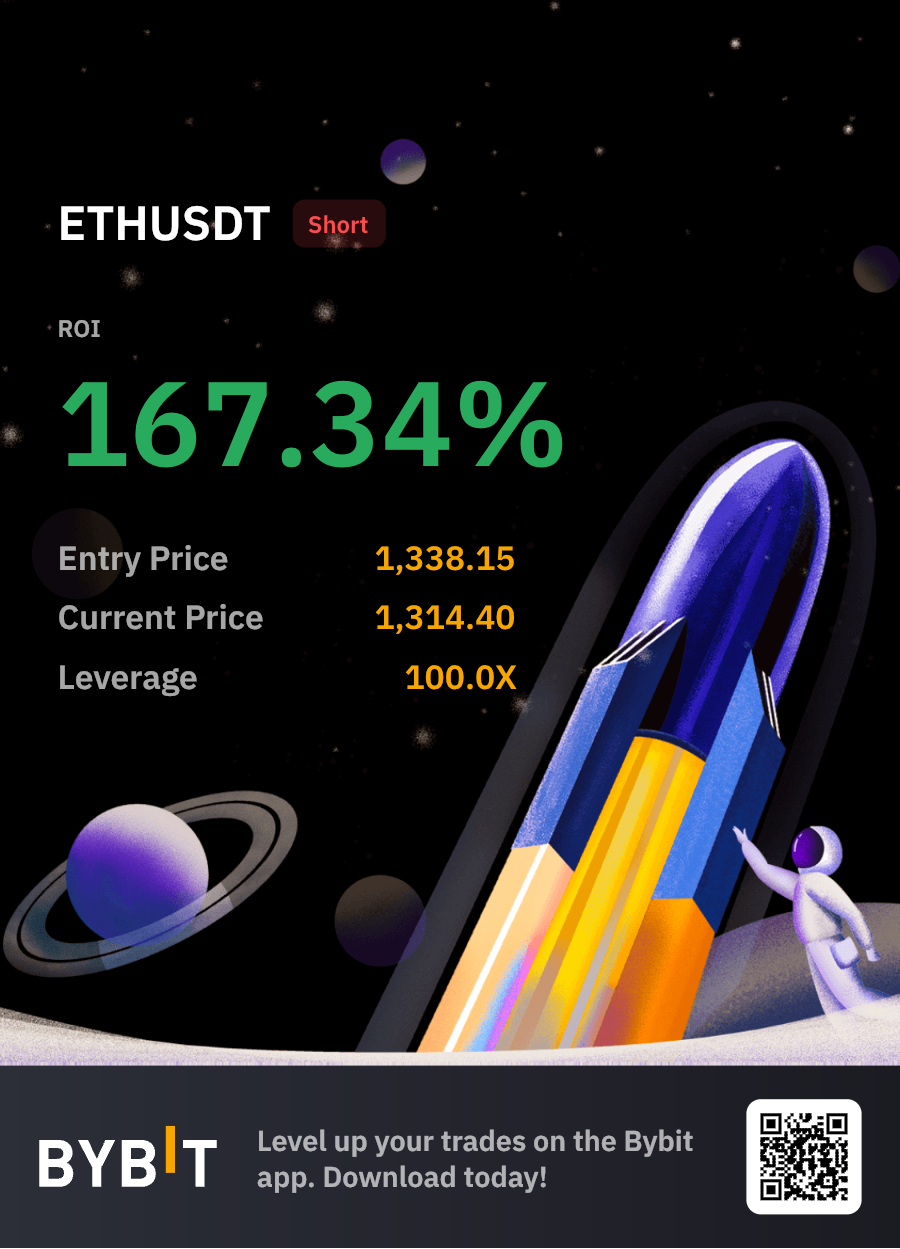 ETHUSDT Short
ROI
167.34%
Entry Price 1,338.15
Current Price 1,314.40
Leverage 100.0X
BYBIT
Level up your trades on the Bybit
app. Download today!